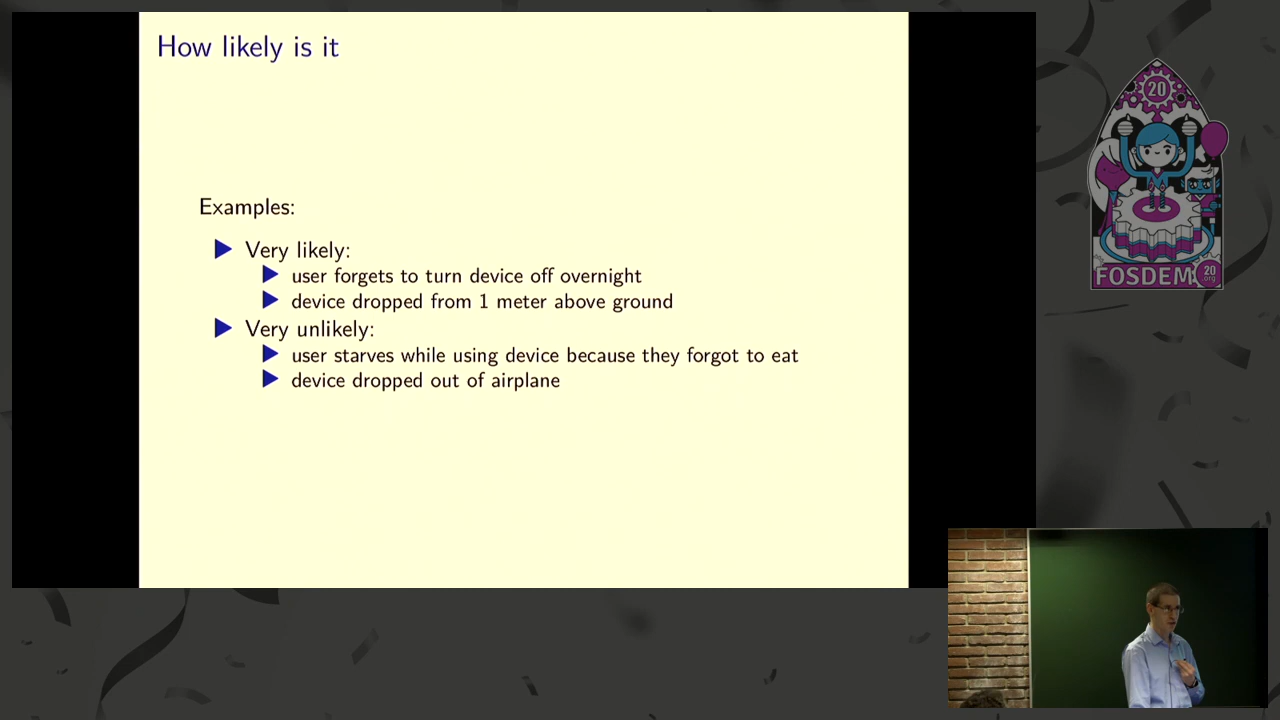 How likely is it
Examples:
Very likely:
user forgets to turn device off overnight
device dropped from 1 meter above ground
Very unlikely:
user starves while using device because they forgot to eat
device dropped out of airplane
20
FOSDEM
20
.org